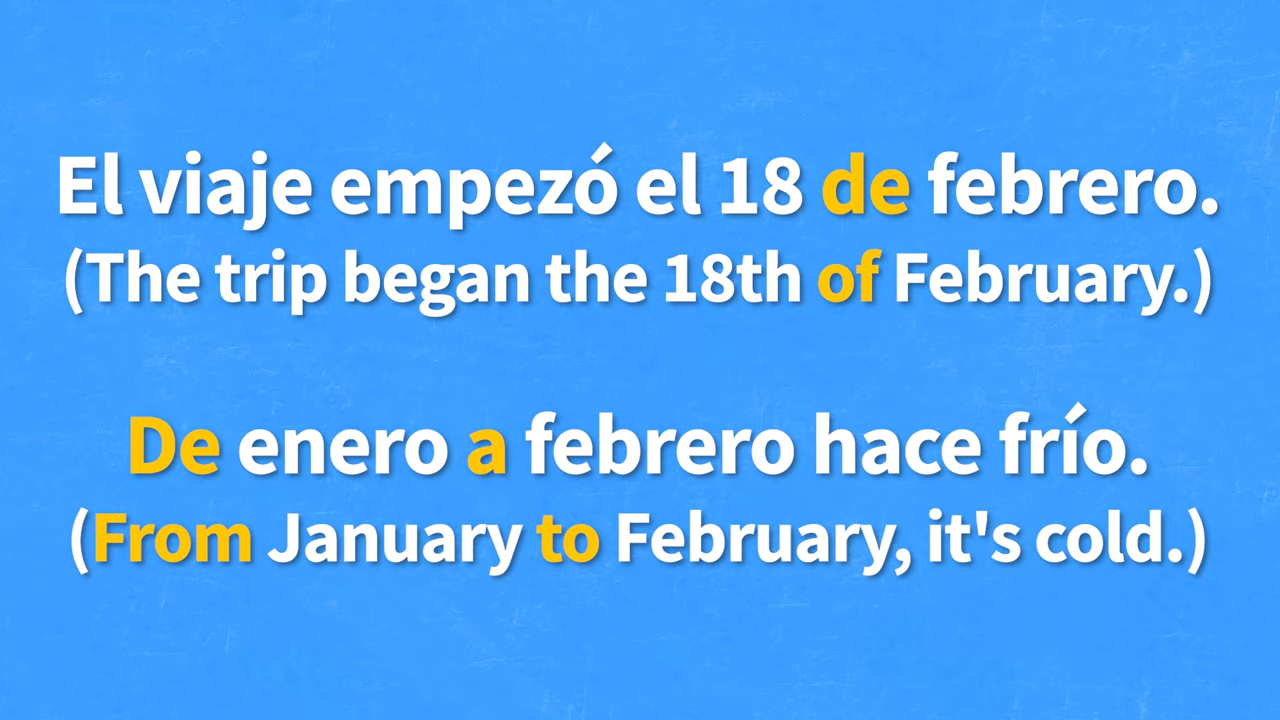 El viaje empezó el 18 de febrero.
(The trip began the 18th of February.)
De enero a febrero hace frío.
(From January to February, it's cold.)